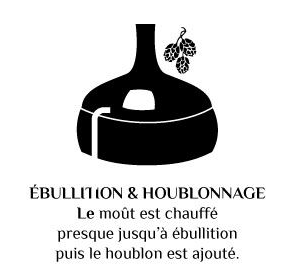 ÉBULLITION & HOUBLONNAGE
Le moût est chauffé
presque jusqu’à ébullition
puis le houblon est ajouté.